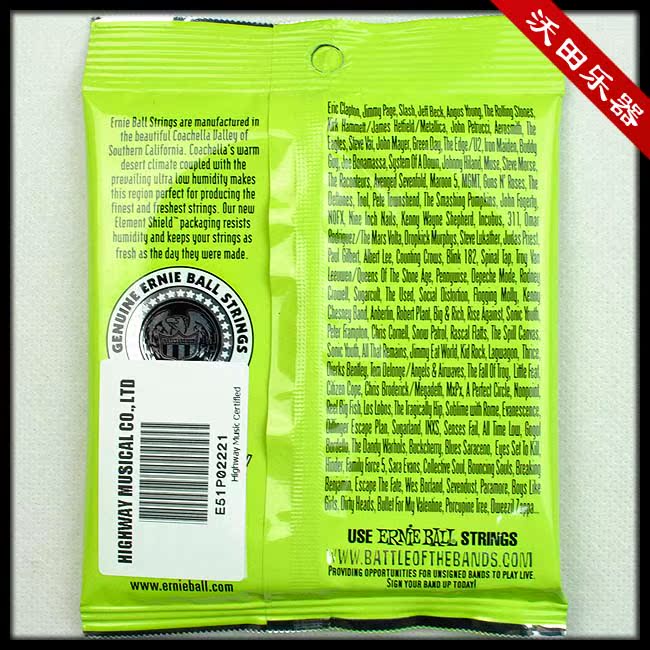 沃田乐器
Ernie Ball Strings are manufactured in
the beautiful Coachella Valley of
Southern California. Coachella's warm
desert climate coupled with the
prevailing ultra low humidity makes
this region perfect for producing the
finest and freshest strings. Our new
Element Shield™ packaging resists
humidity and keeps your strings as
fresh as the day they were made.
GENUINE ERNIE BALL STRINGS
HIGHWAY MUSICAL CO.,LTD
E51P02221
Highway Music Certified
www.ernieball.com
Eric Clapton, Jimmy Page, Slash, Jeff Beck, Angus Young, The Rolling Stones,
Kirk Hammett/James Hetfield/Metallica, John Petrucci, Aerosmith, The
Eagles, Steve Vai, John Mayer, Green Day, The Edge/U2, Iron Maiden, Buddy
Guy, Joe Bonamassa, System Of A Down, Johnny Hiland, Muse, Steve Morse,
The Raconteurs, Avenged Sevenfold, Maroon 5, MGMT, Guns N' Roses, The
Deftones, Tool, Pete Townshend, The Smashing Pumpkins, John Fogerty,
NOFX, Nine Inch Nails, Kenny Wayne Shepherd, Incubus, 311, Omar
Rodriguez/The Mars Volta, Dropkick Murphys, Steve Lukather, Judas Priest,
Paul Gilbert, Albert Lee, Counting Crows, Blink 182, Spinal Tap, Troy Van
Leeuwen/Queens Of The Stone Age, Pennywise, Depeche Mode, Rodney
Crowell, Sugarcult, The Used, Social Distortion, Flogging Molly, Kenny
Chesney Band, Anberlin, Robert Plant, Big & Rich, Rise Against, Sonic Youth,
Peter Frampton, Chris Cornell, Snow Patrol, Rascal Flatts, The Spill Canvas,
Sonic Youth, All That Remains, Jimmy Eat World, Kid Rock, Lagwagon, Thrice,
Dierks Bentley, Tom Delonge/Angels & Airwaves, The Fall Of Troy, Little Feat,
Citizen Cope, Chris Broderick/Megadeth, MxPx, A Perfect Circle, Nonpoint,
Reel Big Fish, Los Lobos, The Tragically Hip, Sublime with Rome, Evanescence,
Dillinger Escape Plan, Sugarland, INXS, Senses Fail, All Time Low, Gogol
Bordello, The Dandy Warhols, Buckcherry, Blues Saraceno, Eyes Set To Kill,
Hinder, Family Force 5, Sara Evans, Collective Soul, Bouncing Souls, Breaking
Benjamin, Escape The Fate, Wes Borland, Sevendust, Paramore, Boys Like
Girls, Dirty Heads, Bullet For My Valentine, Porcupine Tree, Dweezil Zappa...
USE ERNIE BALL STRINGS
WWW.BATTLEOFTHEBANDS.COM
PROVIDING OPPORTUNITIES FOR UNSIGNED BANDS TO PLAY LIVE.
SIGN YOUR BAND UP TODAY!